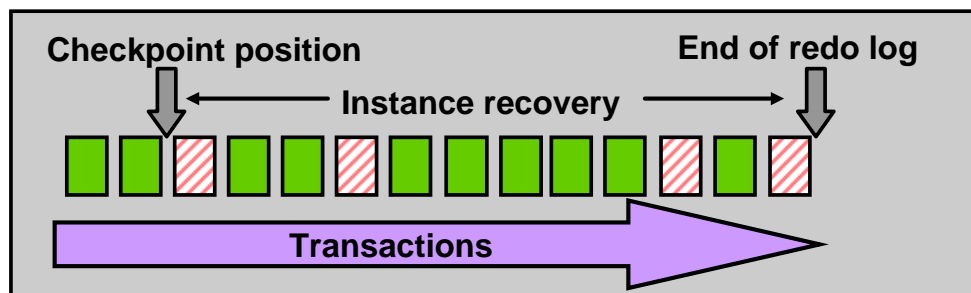 Checkpoint position
End of redo log
Instance recovery
Transactions